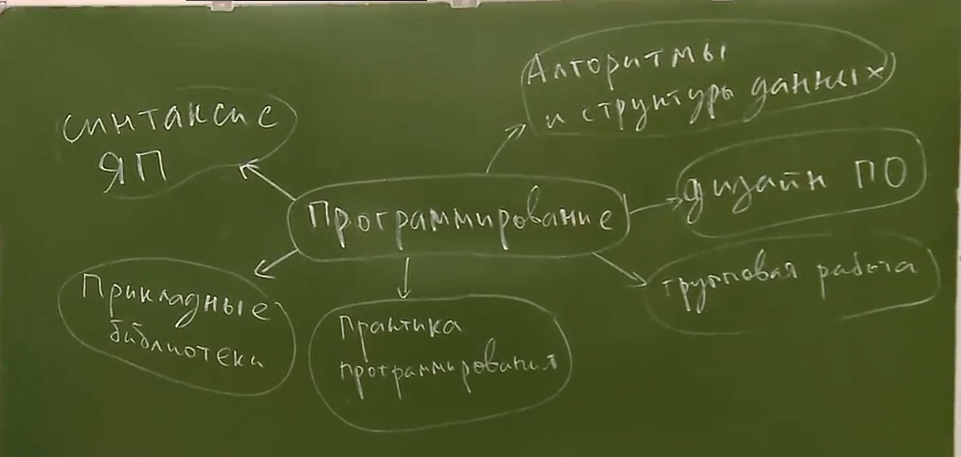 Алгоритмы
и структуры данных
синтаксис
ЯП
дизайн ПО
Программирование
групповая работа
Прикладные
библиотеки
Практика
программирования